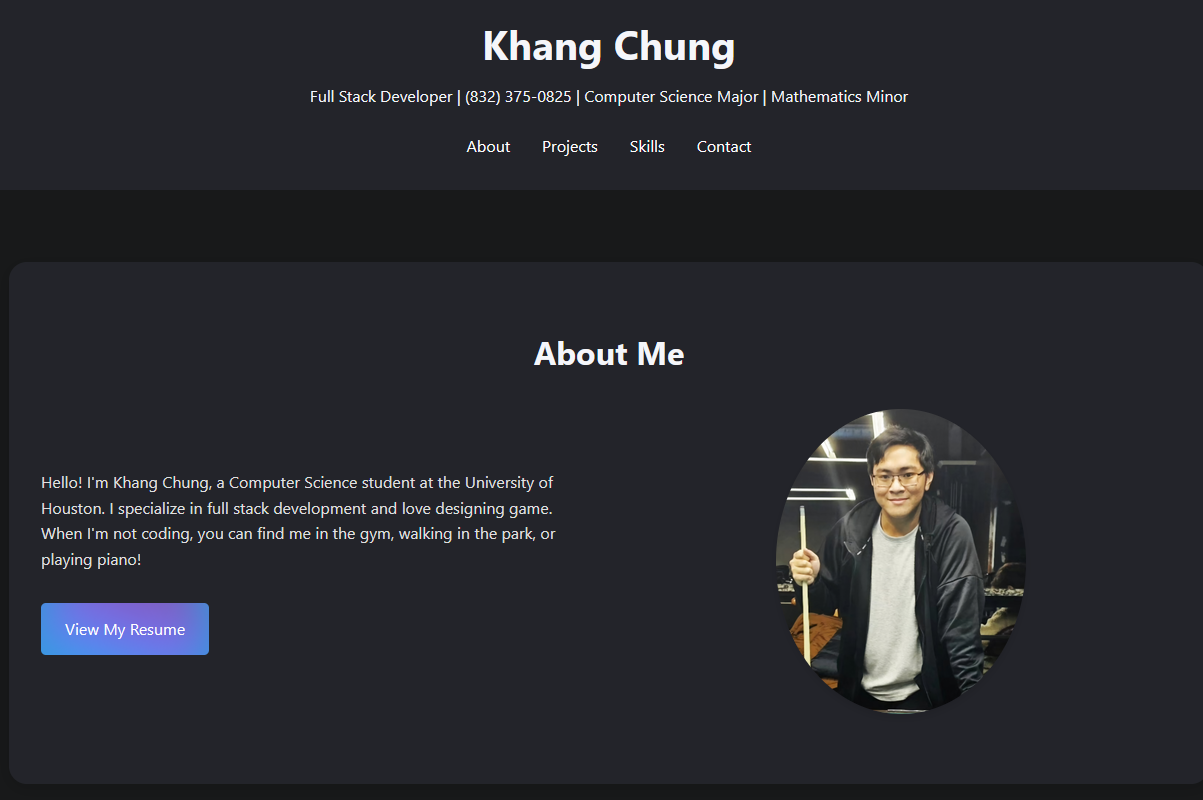 Khang Chung
Full Stack Developer | (832) 375-0825 | Computer Science Major | Mathematics Minor
About Projects Skills Contact
About Me
Hello! I'm Khang Chung, a Computer Science student at the University of
Houston. I specialize in full stack development and love designing game.
When I'm not coding, you can find me in the gym, walking in the park, or
playing piano!
View My Resume